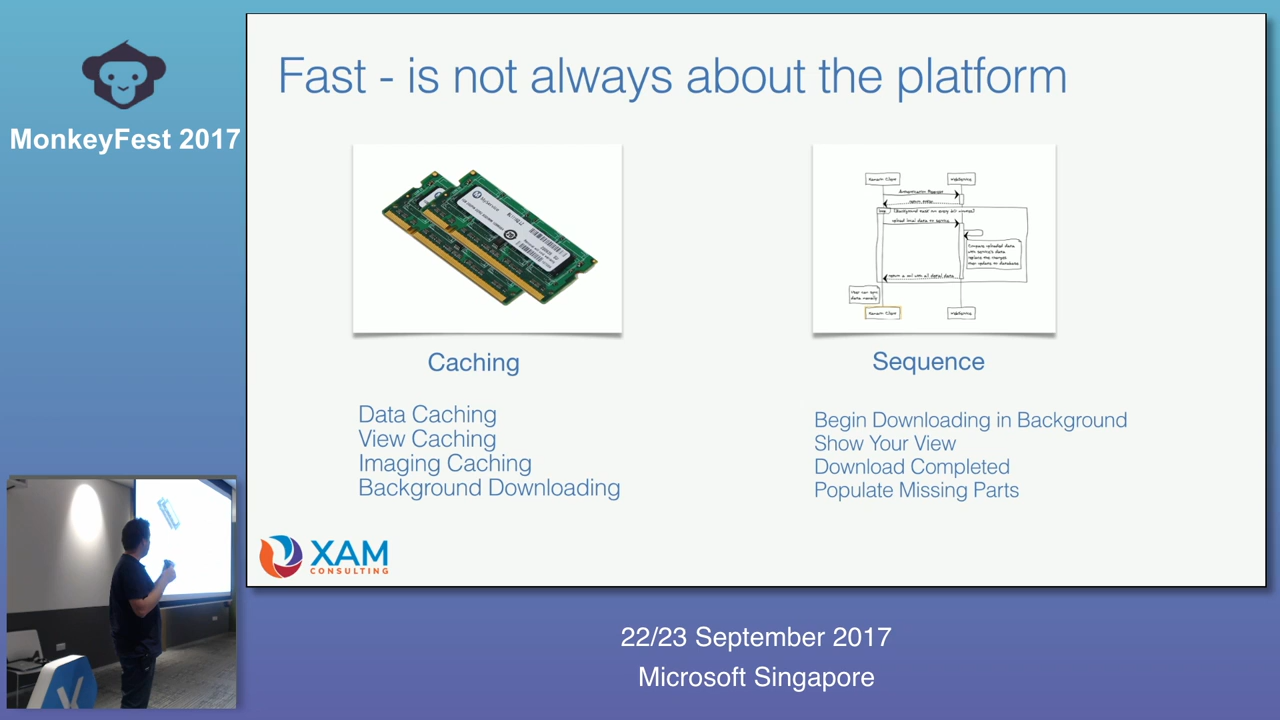 MonkeyFest 2017
Fast - is not always about the platform
Caching
Data Caching
View Caching
Imaging Caching
Background Downloading
Sequence
Begin Downloading in Background
Show Your View
Download Completed
Populate Missing Parts
XAM
CONSULTING
22/23 September 2017
Microsoft Singapore